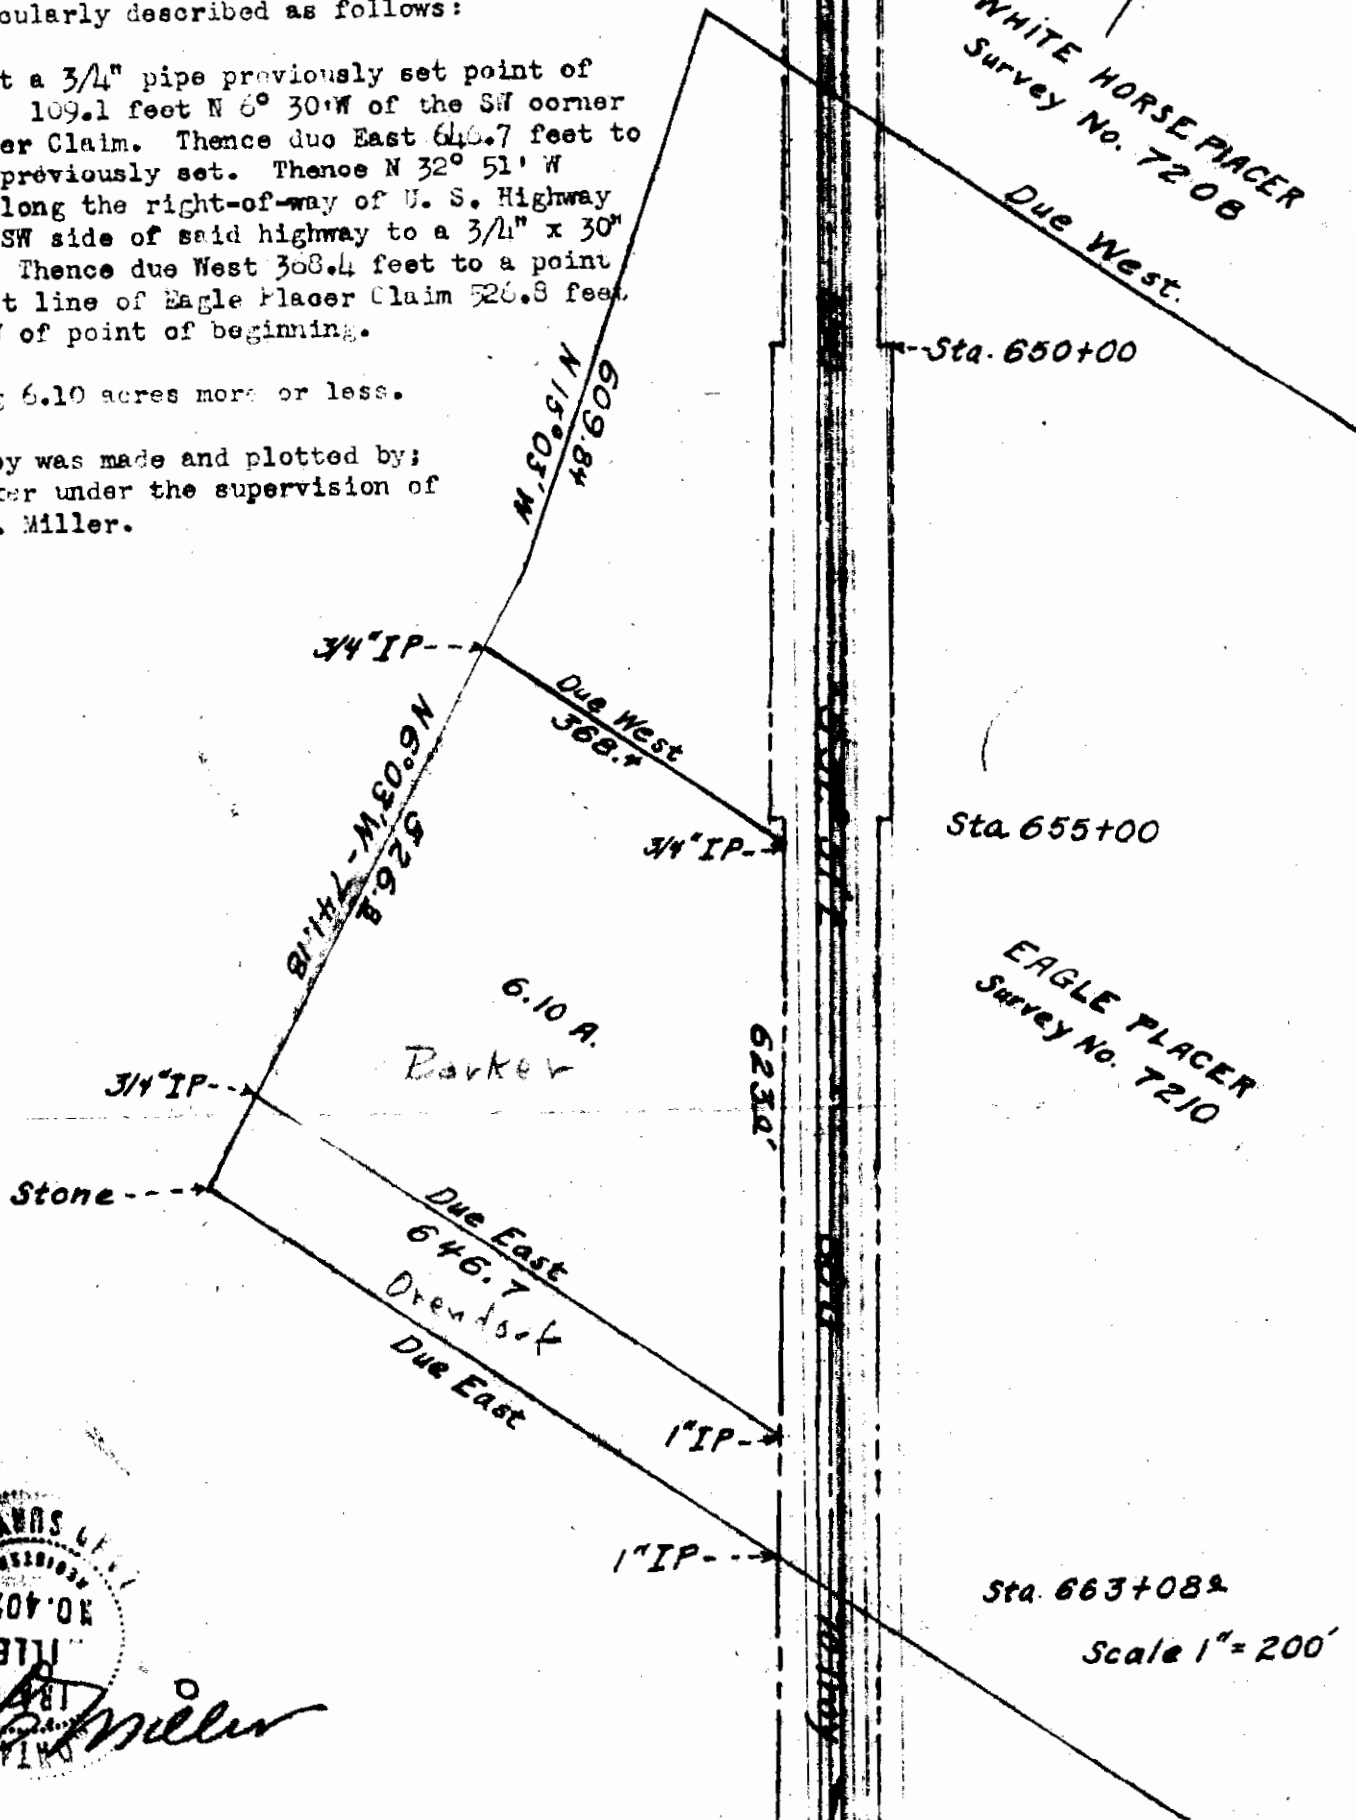 cularly described as follows:
t a 3/4" pipe previously set point of
109.1 feet N 6° 30'W of the SW corner
er Claim. Thence due East 646.7 feet to
previously set. Thence N 32° 51' W
long the right-of-way of U. S. Highway
SW side of said highway to a 3/4" x 30"
Thence due West 368.4 feet to a point
t line of Eagle Placer Claim 526.8 feet
of point of beginning.
6.10 acres more or less.
by was made and plotted by;
er under the supervision of
. Miller.
WHITE HORSE PLACER
Survey No. 7208
Due West.
Sta. 650+00
609.84
N 15° 03' W
3/4" IP
Due West
368.4
N 6° 03' W - 741.18
526.8
3/4" IP
Sta. 655+00
EAGLE PLACER
Survey No. 7210
6.10 A.
Parker
623.2'
3/4" IP
Stone
Due East
646.7
Due East
1" IP
1" IP
Sta. 663+08²
Scale 1" = 200'
Miller